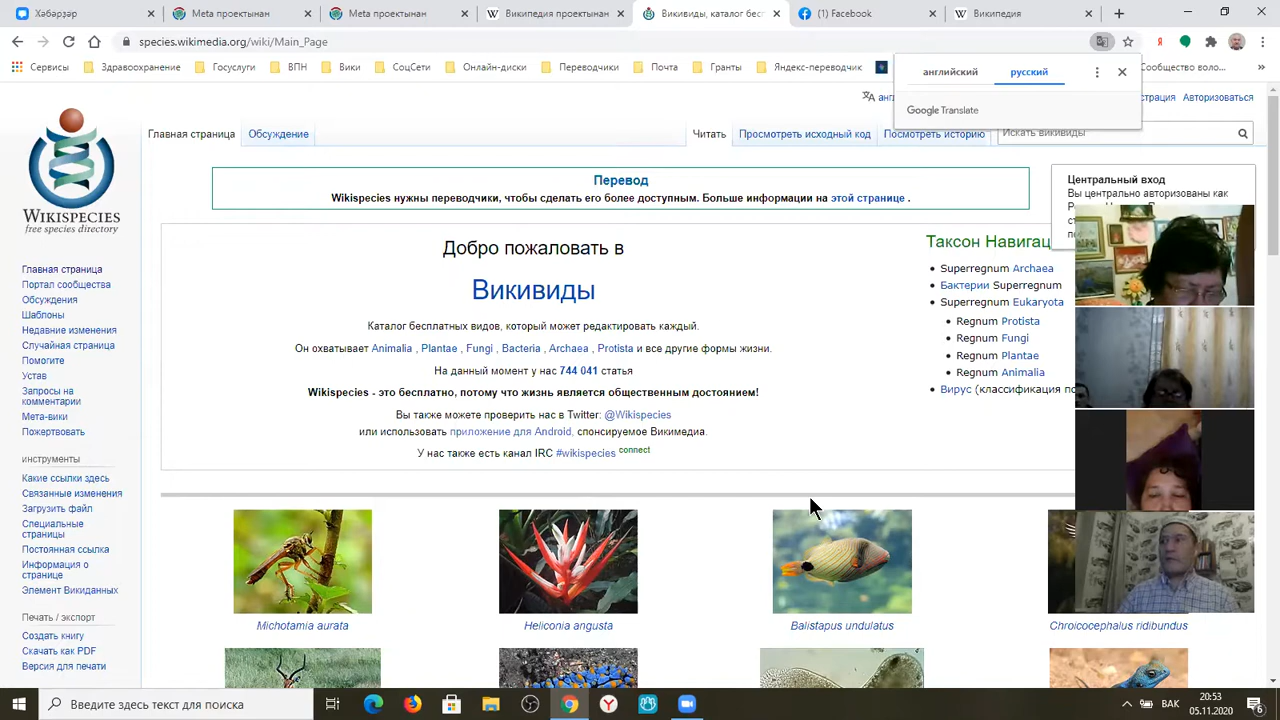 Хәбәрҙәр
Meta проектынан
Meta проектынан
Википедия проектынан
Викивиды, каталог бесп
(1) Facebook
Википедия
species.wikimedia.org/wiki/Main_Page
Сервисы
Здравоохранение
Госуслуги
ВПН
Вики
СоцСети
Онлайн-диски
Переводчики
Почта
Гранты
Яндекс-переводчик
Сообщество воло...
английский
русский
Google Translate
Авторизоваться
Главная страница
Обсуждение
Читать
Просмотреть исходный код
Посмотреть историю
Искать викивиды
WIKISPECIES
free species directory
Перевод
Wikispecies нужны переводчики, чтобы сделать его более доступным. Больше информации на этой странице .
Центральный вход
Вы центрально авторизованы как
Добро пожаловать в
Викивиды
Каталог бесплатных видов, который может редактировать каждый.
Он охватывает Animalia , Plantae , Fungi , Bacteria , Archaea , Protista и все другие формы жизни.
На данный момент у нас 744 041 статья
Wikispecies - это бесплатно, потому что жизнь является общественным достоянием!
Вы также можете проверить нас в Twitter: @Wikispecies
или использовать приложение для Android, спонсируемое Викимедиа.
У нас также есть канал IRC #wikispecies connect
Таксон Навигац
Superregnum Archaea
Бактерии Superregnum
Superregnum Eukaryota
Regnum Protista
Regnum Fungi
Regnum Plantae
Regnum Animalia
Вирус (классификация по
Главная страница
Портал сообщества
Обсуждения
Шаблоны
Недавние изменения
Случайная страница
Помогите
Устав
Запросы на
комментарии
Мета-вики
Пожертвовать
инструменты
Какие ссылки здесь
Связанные изменения
Загрузить файл
Специальные
страницы
Постоянная ссылка
Информация о
странице
Элемент Викиданных
Печать / экспорт
Создать книгу
Скачать как PDF
Версия для печати
Michotamia aurata
Heliconia angusta
Balistapus undulatus
Chroicocephalus ridibundus
Введите здесь текст для поиска
ВАК
20:53
05.11.2020
6